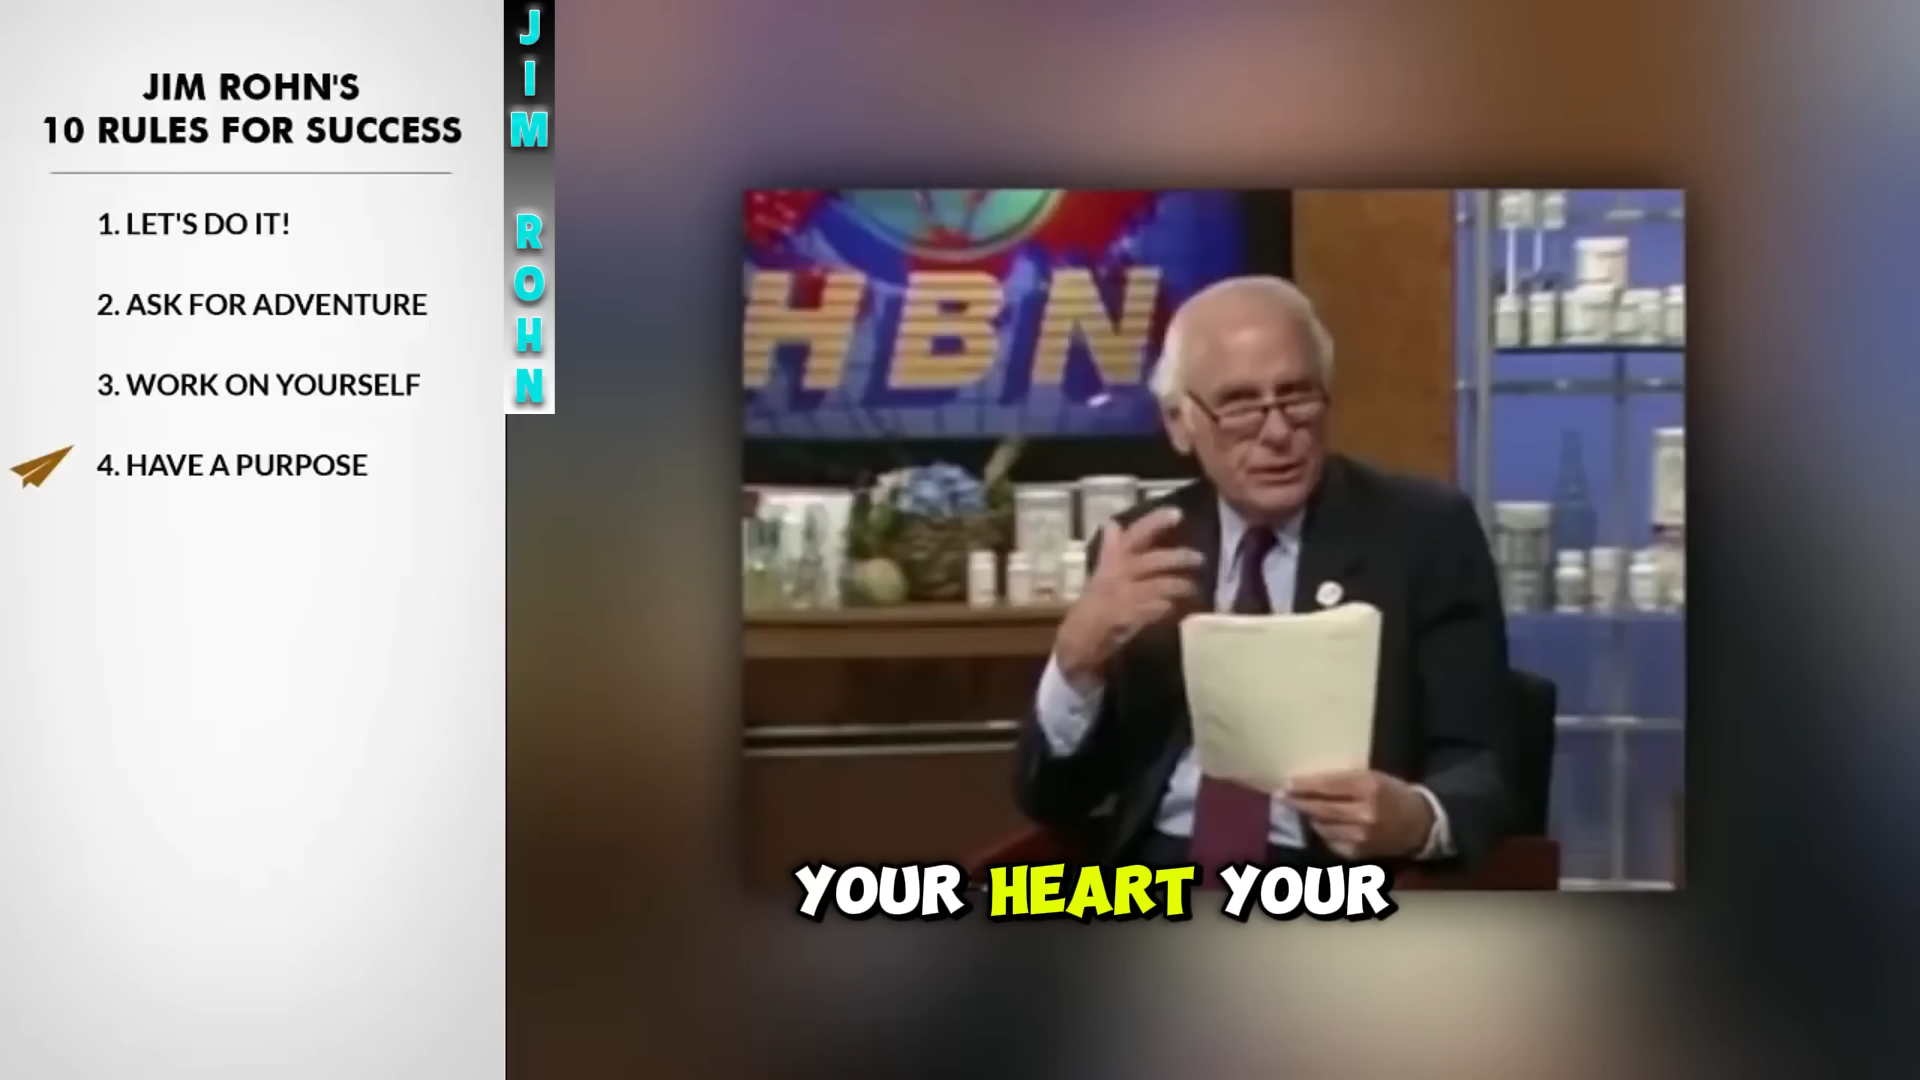 JIM ROHN'S
10 RULES FOR SUCCESS
1. LET'S DO IT!
2. ASK FOR ADVENTURE
3. WORK ON YOURSELF
4. HAVE A PURPOSE
JIM ROHN
HBN
YOUR HEART YOUR